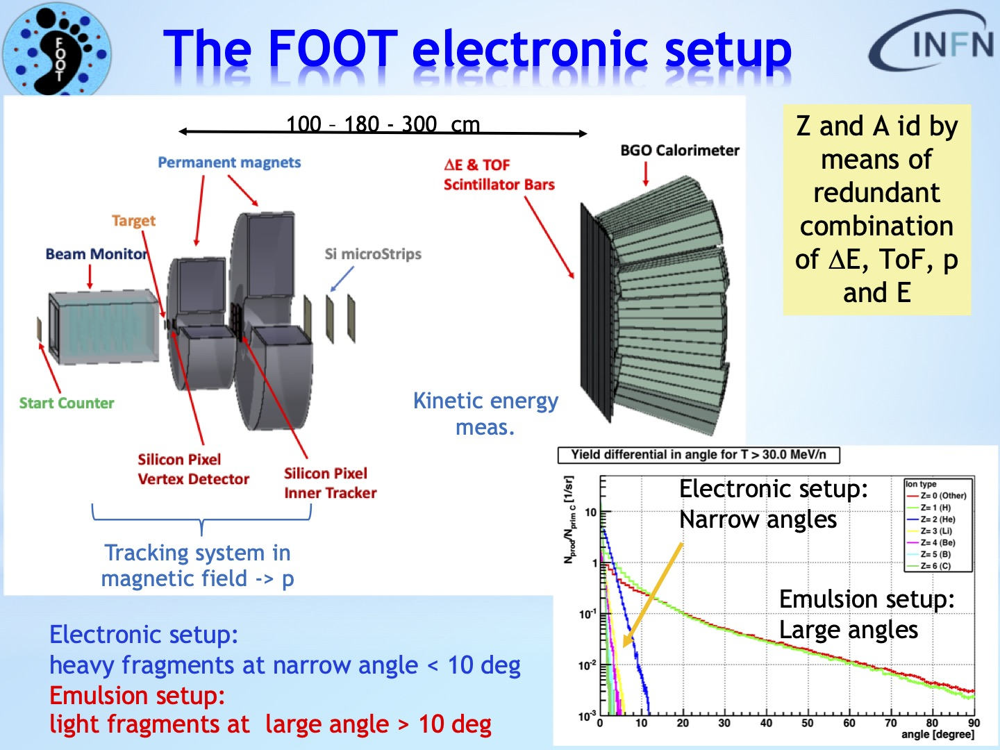 The FOOT electronic setup
FOOT
INFN
100 – 180 - 300 cm
Permanent magnets
ΔE & TOF
Scintillator Bars
BGO Calorimeter
Target
Beam Monitor
Si microStrips
Start Counter
Kinetic energy
meas.
Silicon Pixel
Vertex Detector
Silicon Pixel
Inner Tracker
Tracking system in
magnetic field -> p
Z and A id by
means of
redundant
combination
of ΔE, ToF, p
and E
Electronic setup:
heavy fragments at narrow angle < 10 deg
Emulsion setup:
light fragments at large angle > 10 deg
Yield differential in angle for T > 30.0 MeV/n
Nprod/Nprim C [1/sr]
Electronic setup:
Narrow angles
Emulsion setup:
Large angles
Ion type
Z= 0 (Other)
Z= 1 (H)
Z= 2 (He)
Z= 3 (Li)
Z= 4 (Be)
Z= 5 (B)
Z= 6 (C)
10
1
10-1
10-2
10-3
0 10 20 30 40 50 60 70 80 90
angle [degree]